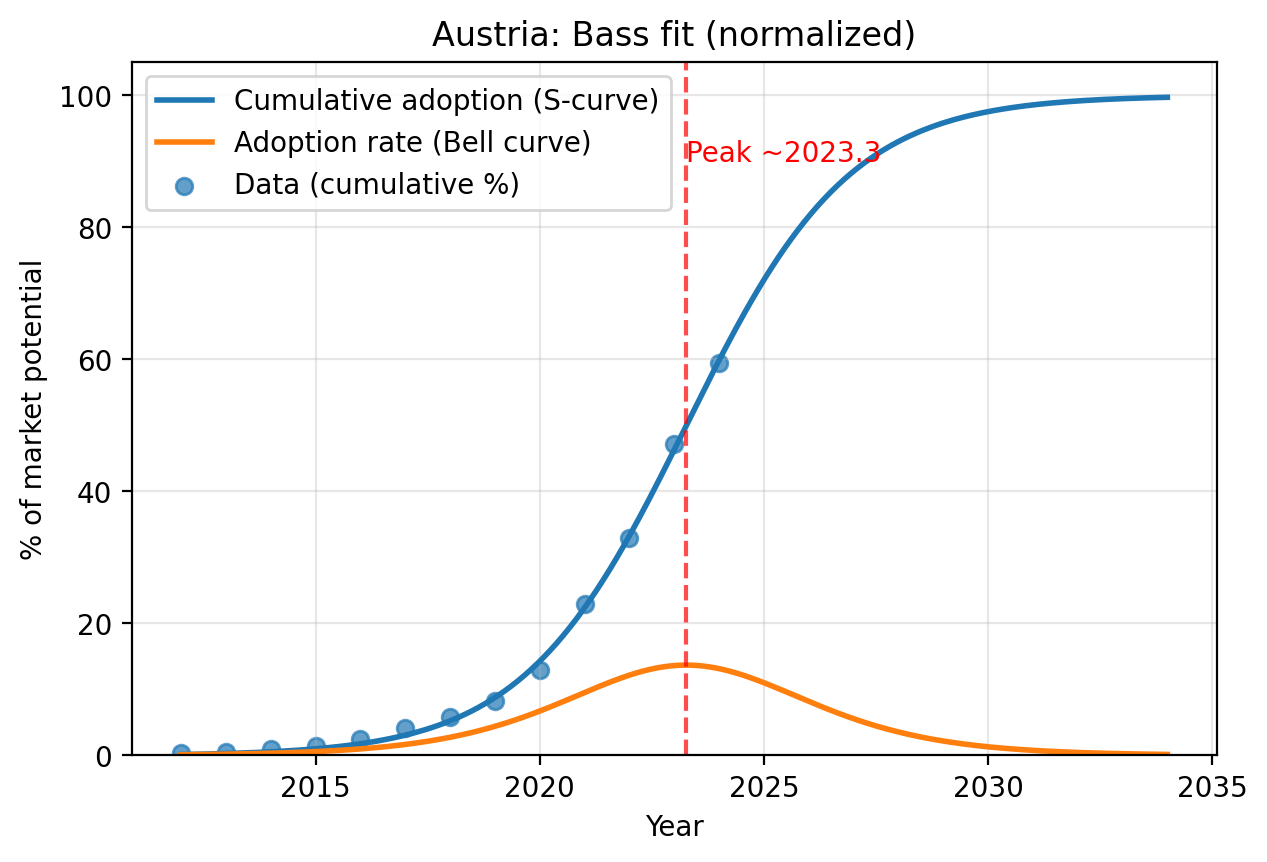 Austria: Bass fit (normalized)
Cumulative adoption (S-curve)
Adoption rate (Bell curve)
Data (cumulative %)
Peak ~2023.3
% of market potential
100
80
60
40
20
0
2015
2020
2025
2030
2035
Year